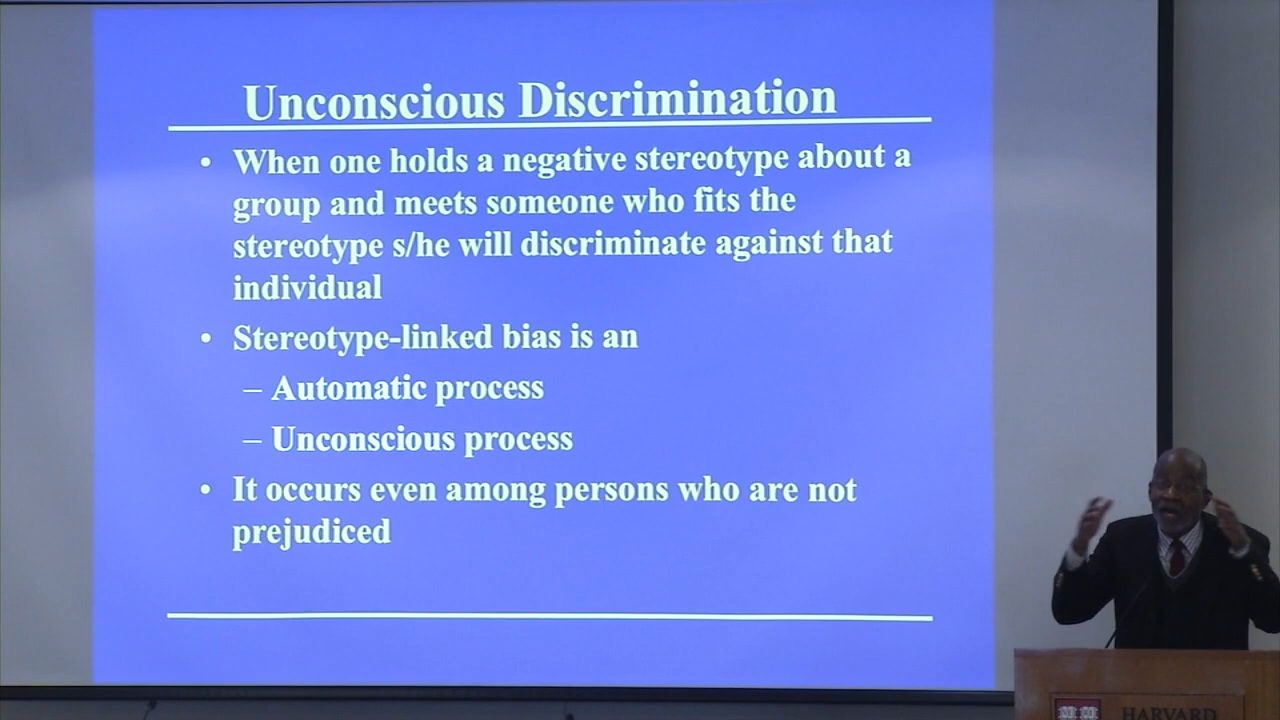 Unconscious Discrimination
• When one holds a negative stereotype about a
group and meets someone who fits the
stereotype s/he will discriminate against that
individual
• Stereotype-linked bias is an
– Automatic process
– Unconscious process
• It occurs even among persons who are not
prejudiced
HARVARD